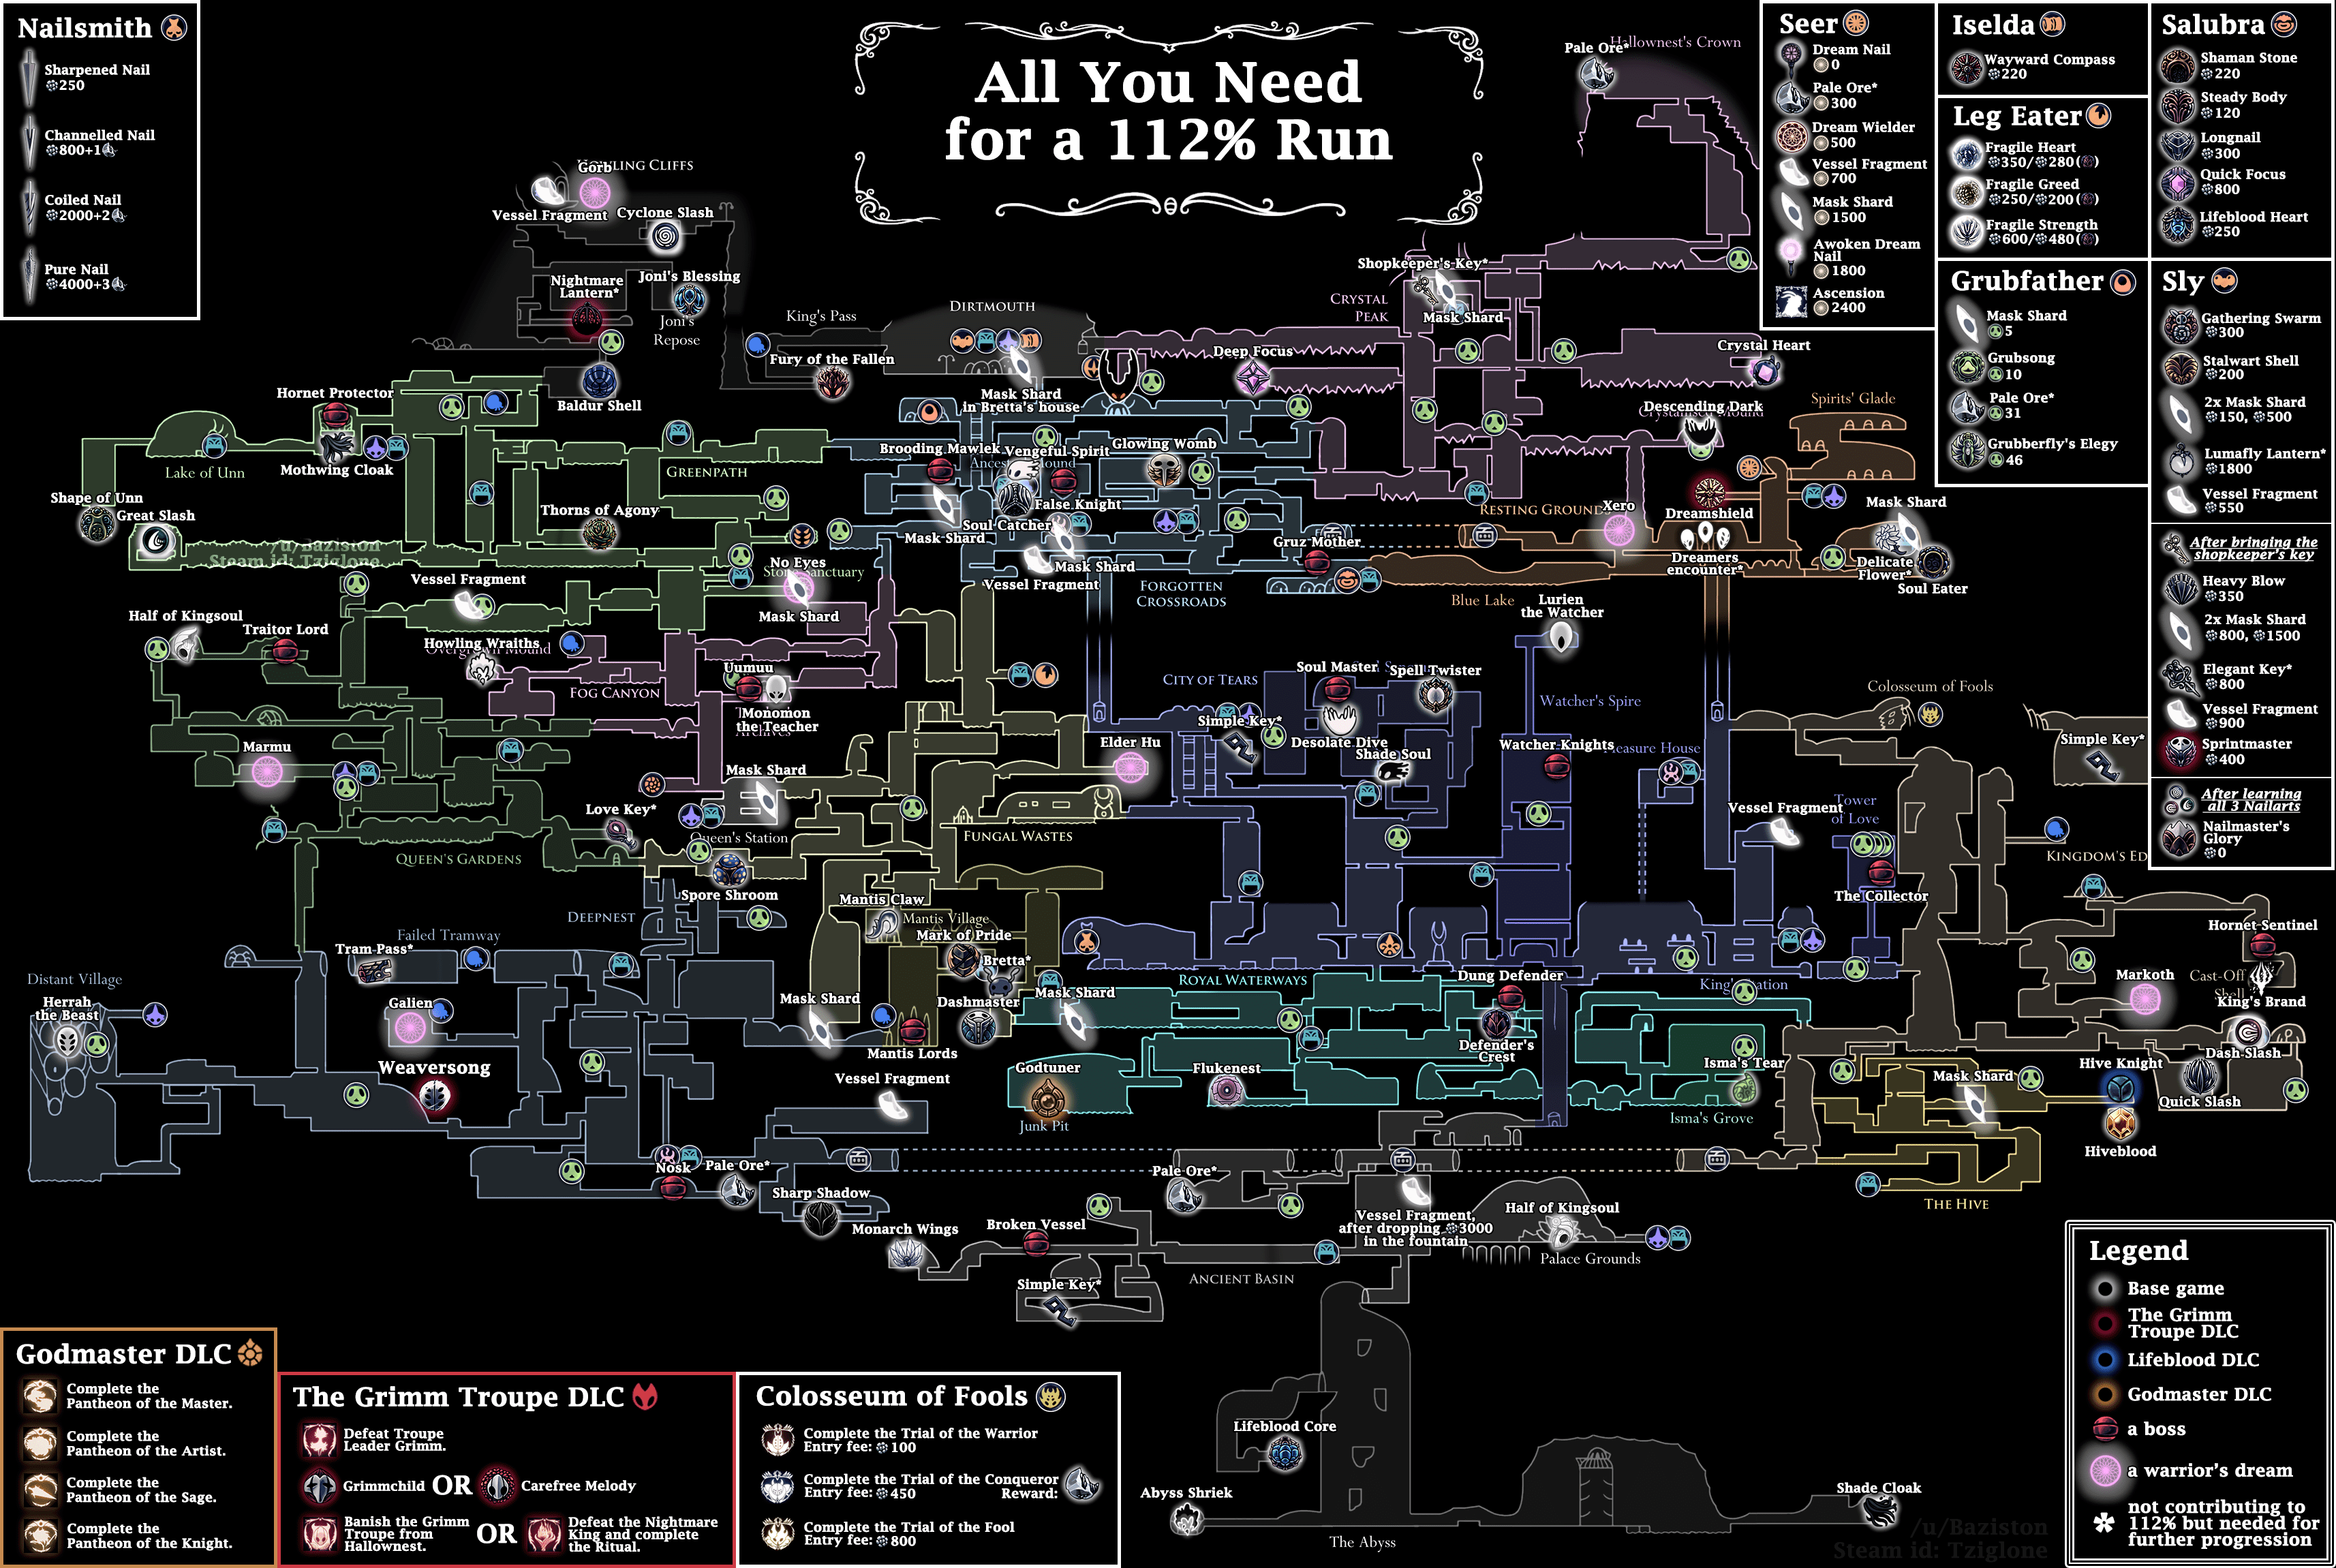 All You Need
for a 112% Run
Nailsmith
Sharpened Nail
250
Channelled Nail
800+1
Coiled Nail
2000+2
Pure Nail
4000+3
Seer
Dream Nail
0
Pale Ore*
300
Dream Wielder
500
Vessel Fragment
700
Mask Shard
1500
Awoken Dream
Nail
1800
Ascension
2400
Iselda
Wayward Compass
220
Leg Eater
Fragile Heart
350/280( )
Fragile Greed
250/200( )
Fragile Strength
600/480( )
Grubfather
Mask Shard
5
Grubsong
10
Pale Ore*
31
Grubberfly's Elegy
46
Salubra
Shaman Stone
220
Steady Body
120
Longnail
300
Quick Focus
800
Lifeblood Heart
250
Sly
Gathering Swarm
300
Stalwart Shell
200
2x Mask Shard
150, 500
Lumafly Lantern*
1800
Vessel Fragment
550
After bringing the
shopkeeper's key
Heavy Blow
350
2x Mask Shard
800, 1500
Elegant Key*
800
Vessel Fragment
900
Sprintmaster
400
After learning
all 3 Nailarts
Nailmaster's
Glory
0
Hallownest's Crown
Pale Ore*
Howling Cliffs
Gorb
Vessel Fragment
Cyclone Slash
Nightmare
Lantern*
Joni's Blessing
Joni's
Repose
Baldur Shell
King's Pass
Fury of the Fallen
Dirtmouth
Mask Shard
in Bretta's house
Crystal
Peak
Shopkeeper's Key*
Mask Shard
Deep Focus
Crystal Heart
Descending Dark
Crystallised Mound
Spirits' Glade
Hornet Protector
Mothwing Cloak
Lake of Unn
Shape of Unn
Great Slash
Greenpath
Thorns of Agony
/u/Baziston
Steam id: Tziglone
No Eyes
Stone Sanctuary
Mask Shard
Vessel Fragment
Brooding Mawlek
Vengeful Spirit
Ancestral Mound
Glowing Womb
False Knight
Soul Catcher
Mask Shard
Mask Shard
Vessel Fragment
Forgotten
Crossroads
Gruz Mother
Resting Grounds
Xero
Dreamshield
Dreamers
encounter*
Mask Shard
Delicate
Flower*
Soul Eater
Blue Lake
Lurien
the Watcher
Half of Kingsoul
Traitor Lord
Howling Wraiths
Overgrown Mound
Fog Canyon
Uumuu
Monomon
the Teacher
Archives
Marmu
Love Key*
Mask Shard
Queen's Station
Queen's Gardens
Spore Shroom
Fungal Wastes
Elder Hu
City of Tears
Simple Key*
Soul Master
Spell Twister
Desolate Dive
Shade Soul
Watcher's Spire
Watcher Knights
Pleasure House
Vessel Fragment
Tower
of Love
The Collector
Colosseum of Fools
Simple Key*
Kingdom's Ed
Deepnest
Failed Tramway
Tram Pass*
Distant Village
Herrah
the Beast
Galien
Weaversong
Mantis Claw
Mantis Village
Mark of Pride
Bretta*
Dashmaster
Mask Shard
Mantis Lords
Mask Shard
Royal Waterways
Dung Defender
Defender's
Crest
Flukenest
Godtuner
Junk Pit
King's Station
Isma's Tear
Isma's Grove
Hornet Sentinel
Markoth
Cast-Off
Shell
King's Brand
Dash Slash
Quick Slash
Hive Knight
Mask Shard
Hiveblood
The Hive
Vessel Fragment
Nosk
Pale Ore*
Sharp Shadow
Monarch Wings
Broken Vessel
Simple Key*
Pale Ore*
Ancient Basin
Vessel Fragment,
after dropping 3000
in the fountain
Half of Kingsoul
Palace Grounds
Lifeblood Core
Abyss Shriek
The Abyss
Shade Cloak
/u/Baziston
Steam id: Tziglone
Godmaster DLC
Complete the
Pantheon of the Master.
Complete the
Pantheon of the Artist.
Complete the
Pantheon of the Sage.
Complete the
Pantheon of the Knight.
The Grimm Troupe DLC
Defeat Troupe
Leader Grimm.
Grimmchild OR Carefree Melody
Banish the Grimm
Troupe from
Hallownest.
OR
Defeat the Nightmare
King and complete
the Ritual.
Colosseum of Fools
Complete the Trial of the Warrior
Entry fee: 100
Complete the Trial of the Conqueror
Entry fee: 450 Reward:
Complete the Trial of the Fool
Entry fee: 800
Legend
Base game
The Grimm
Troupe DLC
Lifeblood DLC
Godmaster DLC
a boss
a warrior's dream
* not contributing to
112% but needed for
further progression